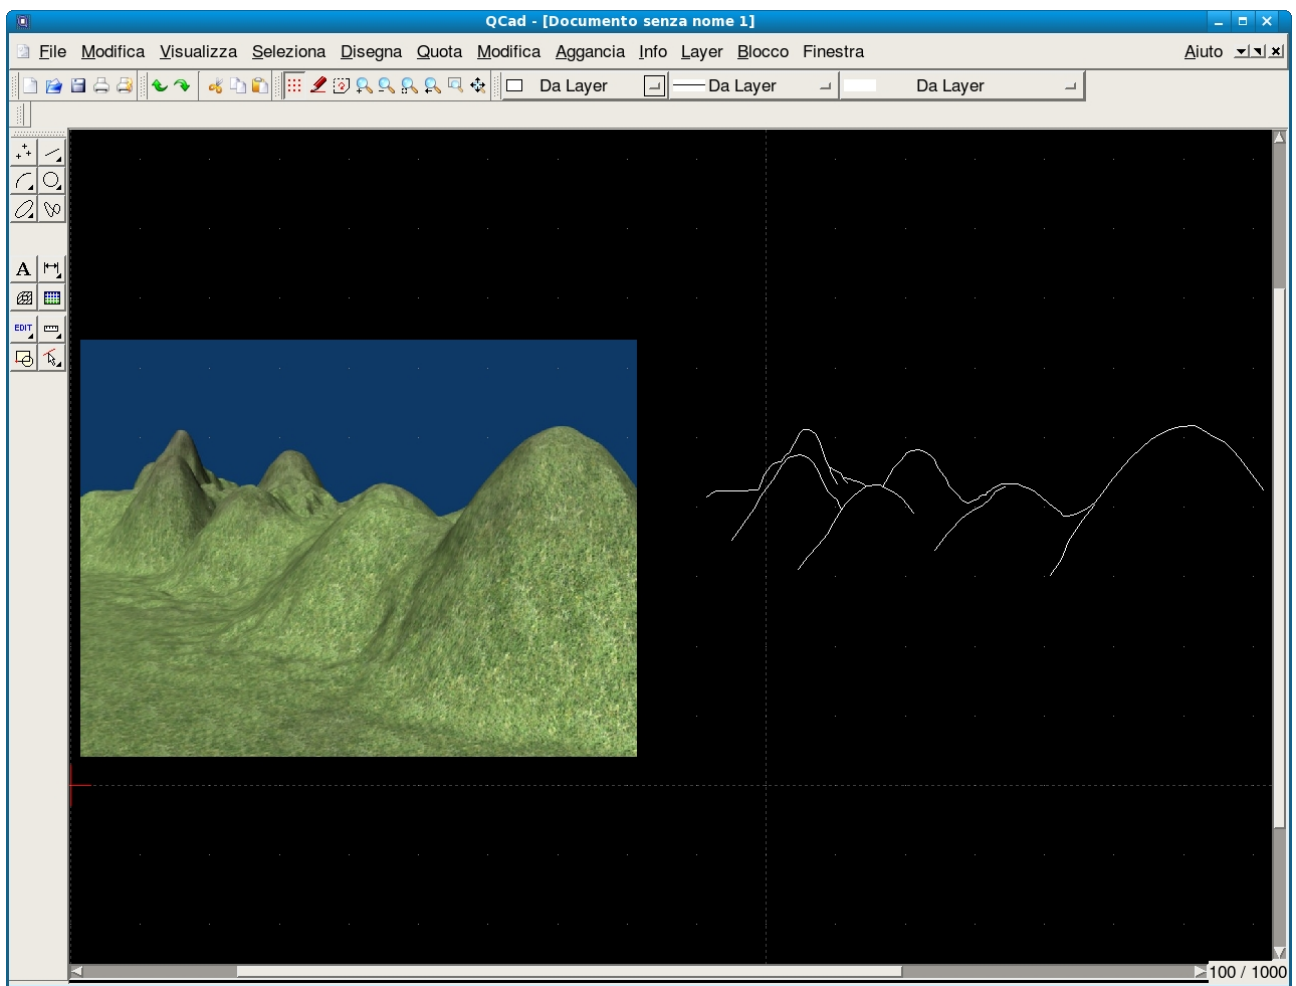 QCad - [Documento senza nome 1]
File Modifica Visualizza Seleziona Disegna Quota Modifica Aggancia Info Layer Blocco Finestra Aiuto
Da Layer Da Layer Da Layer
A
EDIT
100 / 1000